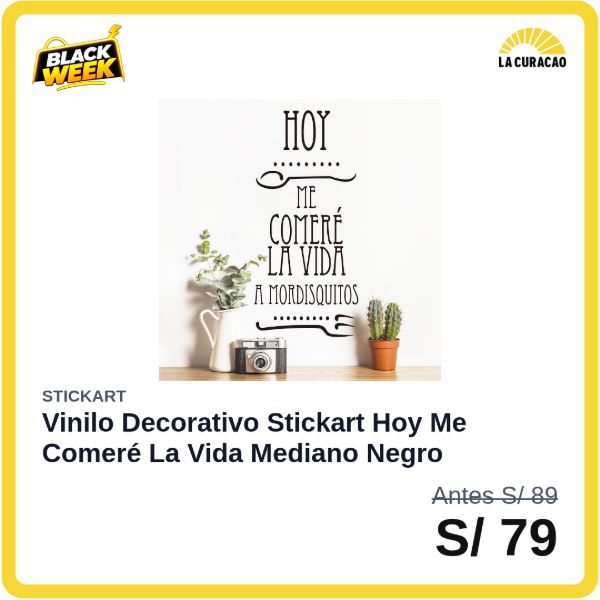 BLACK
WEEK
LA CURACAO
HOY
ME
COMERÉ
LA VIDA
A MORDISQUITOS
STICKART
Vinilo Decorativo Stickart Hoy Me
Comeré La Vida Mediano Negro
Antes S/ 89
S/ 79